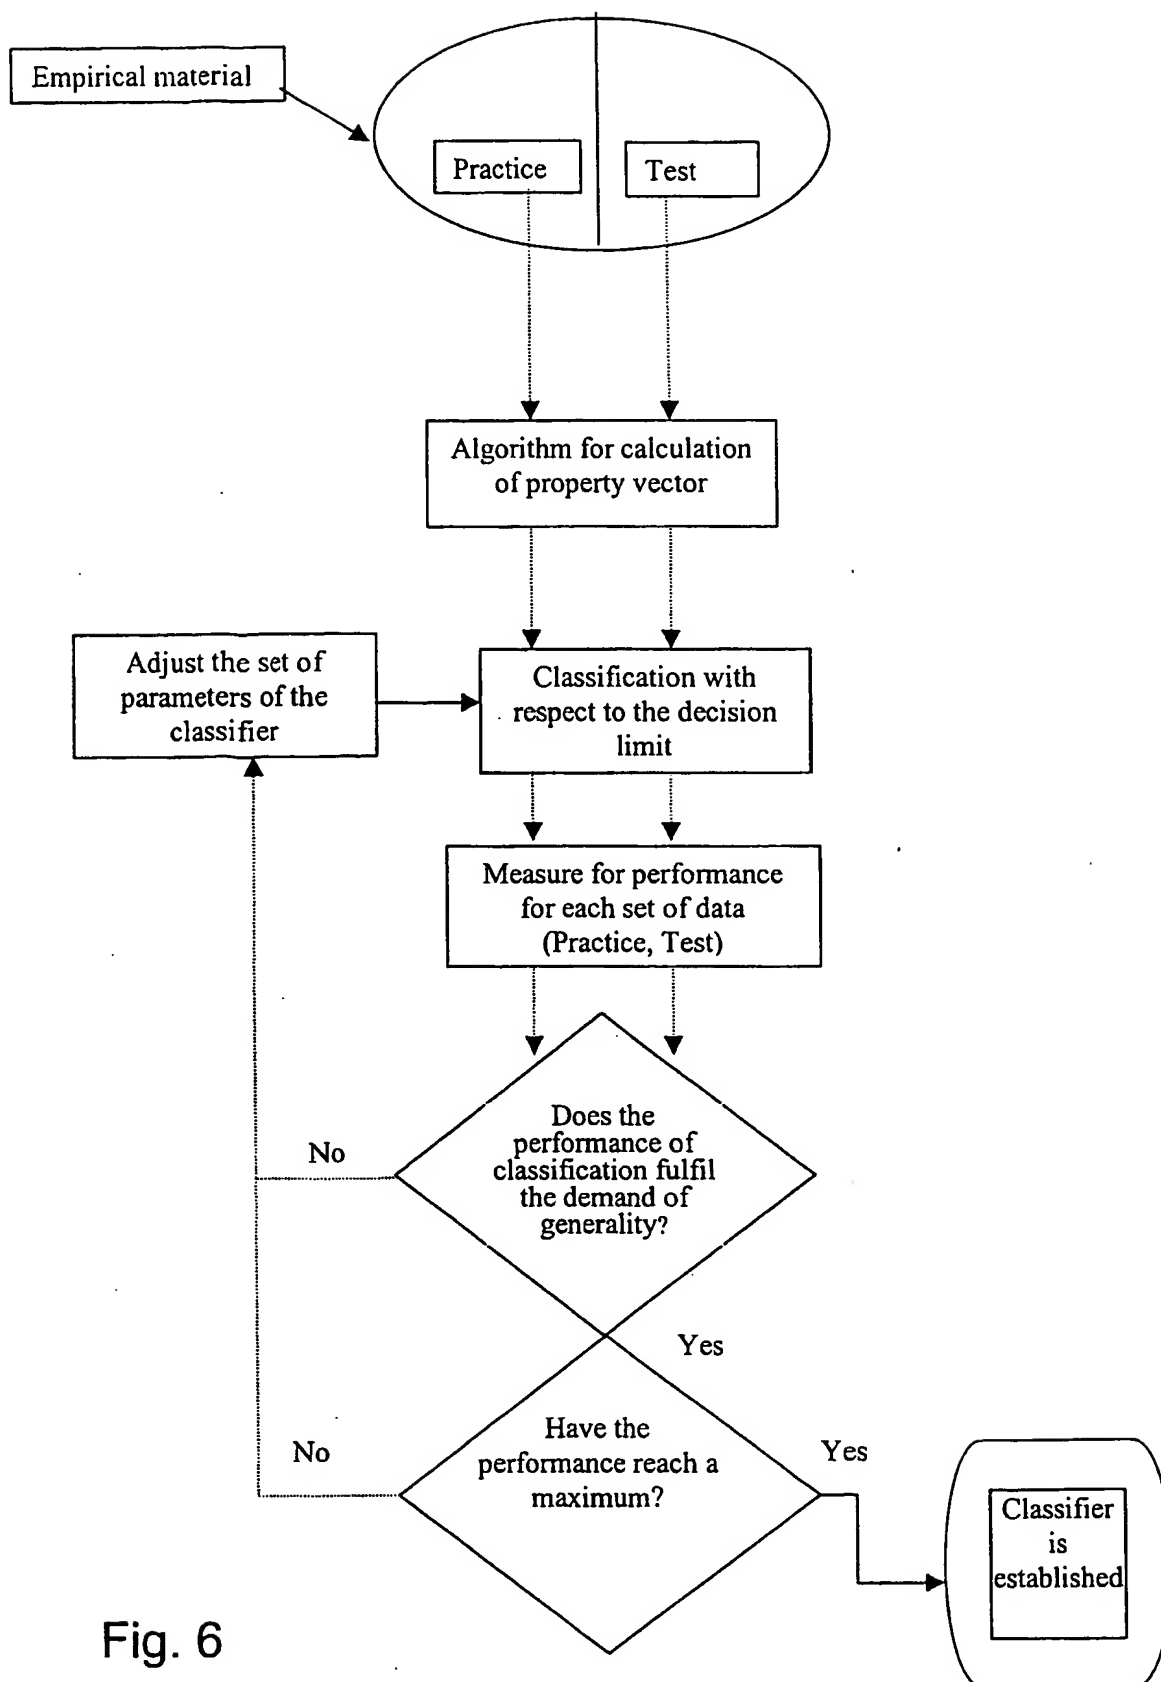 Empirical material
Practice
Test
Algorithm for calculation
of property vector
Adjust the set of
parameters of the
classifier
Classification with
respect to the decision
limit
Measure for performance
for each set of data
(Practice, Test)
Does the
performance of
classification fulfil
the demand of
generality?
No
Yes
Have the
performance reach a
maximum?
No
Yes
Classifier
is
established
Fig. 6